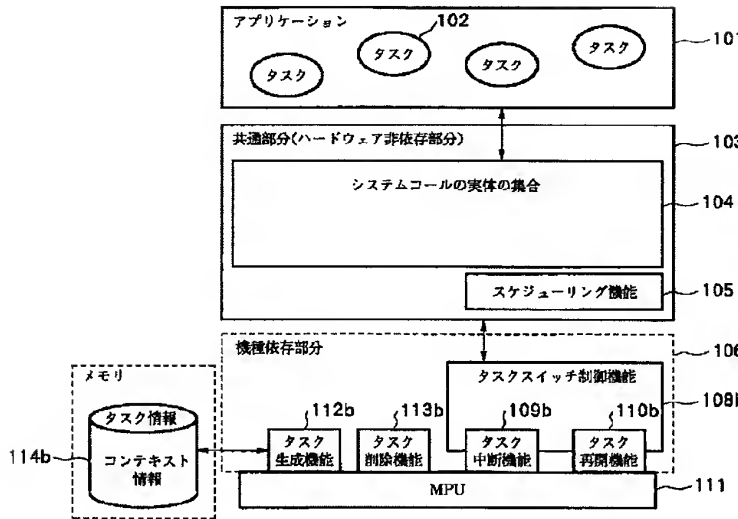 アプリケーション
102
101
タスク
タスク
タスク
タスク
共通部分(ハードウェア非依存部分)
103
システムコールの実体の集合
104
スケジューリング機能
105
機種依存部分
106
タスクスイッチ制御機能
108b
メモリ
タスク情報
コンテキスト
情報
114b
112b
113b
109b
110b
タスク
生成機能
タスク
削除機能
タスク
中断機能
タスク
再開機能
MPU
111